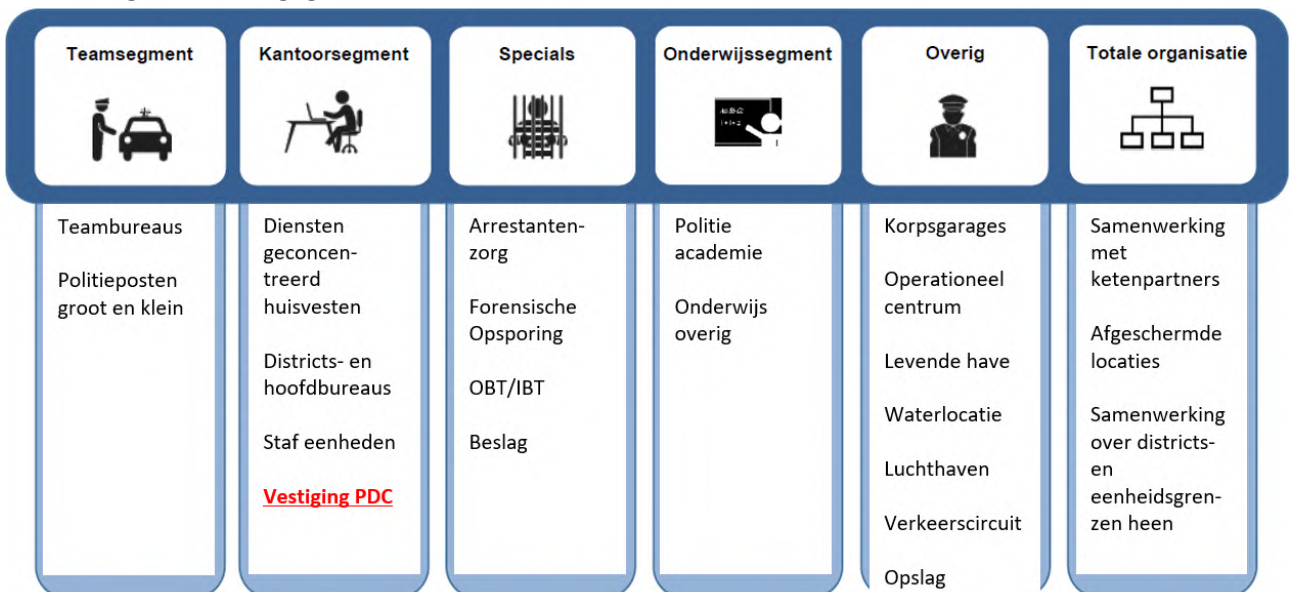 Teamsegment
Teambureaus
Politieposten
groot en klein
Kantoorsegment
Diensten
geconcen-
treerd
huisvesten
Districts- en
hoofdbureaus
Staf eenheden
Vestiging PDC
Specials
Arrestanten-
zorg
Forensische
Opsporing
OBT/IBT
Beslag
Onderwijssegment
Politie
academie
Onderwijs
overig
Overig
Korpsgarages
Operationeel
centrum
Levende have
Waterlocatie
Luchthaven
Verkeerscircuit
Opslag
Totale organisatie
Samenwerking
met
ketenpartners
Afgeschermde
locaties
Samenwerking
over districts-
en
eenheidsgren-
zen heen